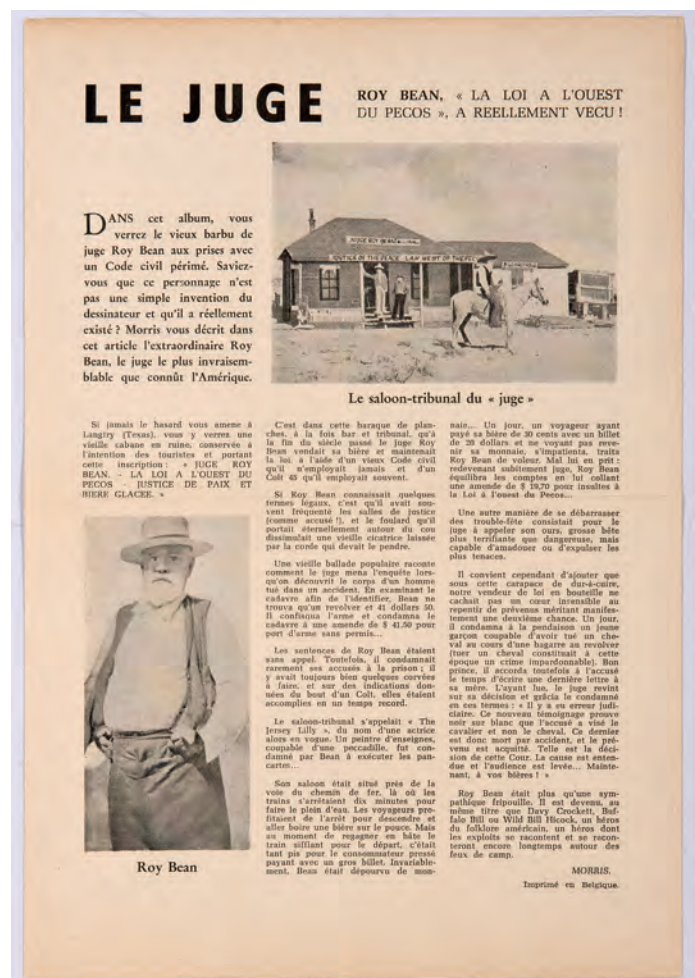 LE JUGE
ROY BEAN, « LA LOI A L'OUEST
DU PECOS », A REELLEMENT VECU !
DANS cet album, vous
verrez le vieux barbu de
juge Roy Bean aux prises avec
un Code civil périmé. Saviez-
vous que ce personnage n'est
pas une simple invention du
dessinateur et qu'il a réellement
existé ? Morris vous décrit dans
cet article l'extraordinaire Roy
Bean, le juge le plus invraisem-
blable que connût l'Amérique.
JUSTICE OF THE PEACE LAW WEST OF THE
Le saloon-tribunal du « juge »
Si jamais le hasard vous amène à
Langtry (Texas), vous y verrez une
vieille cabane en ruine, conservée à
l'intention des touristes et portant
cette inscription : « JUGE ROY
BEAN. - LA LOI A L'OUEST DU
PECOS - JUSTICE DE PAIX ET
BIERE GLACEE. »
Roy Bean
C'est dans cette baraque de plan-
ches, à la fois bar et tribunal, qu'à
la fin du siècle passé le juge Roy
Bean vendait sa bière et maintenait
la loi, à l'aide d'un vieux Code civil
qu'il n'employait jamais et d'un
Colt 45 qu'il employait souvent.
Si Roy Bean connaissait quelques
termes légaux, c'est qu'il avait sou-
vent fréquenté les salles de justice
(comme accusé !), et le foulard qu'il
portait éternellement autour du cou
dissimulait une vieille cicatrice laissée
par la corde qui devait le pendre.
Une vieille ballade populaire raconte
comment le juge mena l'enquête lors-
qu'on découvrit le corps d'un homme
tué dans un accident. En examinant le
cadavre afin de l'identifier, Bean ne
trouva qu'un revolver et 41 dollars 50.
Il confisqua l'arme et condamna le
cadavre à une amende de $ 41,50 pour
port d'arme sans permis...
Les sentences de Roy Bean étaient
sans appel. Toutefois, il condamnait
rarement ses accusés à la prison ; il
y avait toujours bien quelques corvées
à faire, et sur des indications don-
nées du bout d'un Colt, elles étaient
accomplies en un temps record.
Le saloon-tribunal s'appelait « The
Jersey Lilly », du nom d'une actrice
alors en vogue. Un peintre d'enseignes,
coupable d'une peccadille, fut con-
damné par Bean à exécuter les pan-
cartes...
Son saloon était situé près de la
voie du chemin de fer, là où les
trains s'arrêtaient dix minutes pour
faire le plein d'eau. Les voyageurs pro-
fitaient de l'arrêt pour descendre et
aller boire une bière sur le pouce. Mais
au moment de regagner en hâte le
train sifflant pour le départ, c'était
tant pis pour le consommateur pressé
payant avec un gros billet. Invariable-
ment, Bean était dépourvu de mon-
naie... Un jour, un voyageur ayant
payé sa bière de 30 cents avec un billet
de 20 dollars et ne voyant pas reve-
nir sa monnaie, s'impatienta, traita
Roy Bean de voleur. Mal lui en prit :
redevenant subitement juge, Roy Bean
équilibra les comptes en lui collant
une amende de $ 19,70 pour insultes à
la Loi à l'ouest du Pecos...
Une autre manière de se débarrasser
des trouble-fête consistait pour le
juge à appeler son ours, grosse bête
plus terrifiante que dangereuse, mais
capable d'amadouer ou d'expulser les
plus tenaces.
Il convient cependant d'ajouter que
sous cette carapace de dur-à-cuire,
notre vendeur de loi en bouteille ne
cachait pas un cœur insensible au
repentir de prévenus méritant manifes-
tement une deuxième chance. Un jour,
il condamna à la pendaison un jeune
garçon coupable d'avoir tué un che-
val au cours d'une bagarre au revolver
(tuer un cheval constituait à cette
époque un crime impardonnable). Bon
prince, il accorda toutefois à l'accusé
le temps d'écrire une dernière lettre à
sa mère. L'ayant lue, le juge revint
sur sa décision et grâcia le condamné
en ces termes : « Il y a eu erreur judi-
ciaire. Ce nouveau témoignage prouve
noir sur blanc que l'accusé a visé le
cavalier et non le cheval. Ce dernier
est donc mort par accident, et le pré-
venu est acquitté. Telle est la déci-
sion de cette Cour. La cause est enten-
due et l'audience est levée... Mainte-
nant, à vos bières ! »
Roy Bean était plus qu'une sym-
pathique fripouille. Il est devenu, au
même titre que Davy Crockett, Buf-
falo Bill ou Wild Bill Hicock, un héros
du folklore américain, un héros dont
les exploits se racontent et se racon-
teront encore longtemps autour des
feux de camp.
MORRIS.
Imprimé en Belgique.